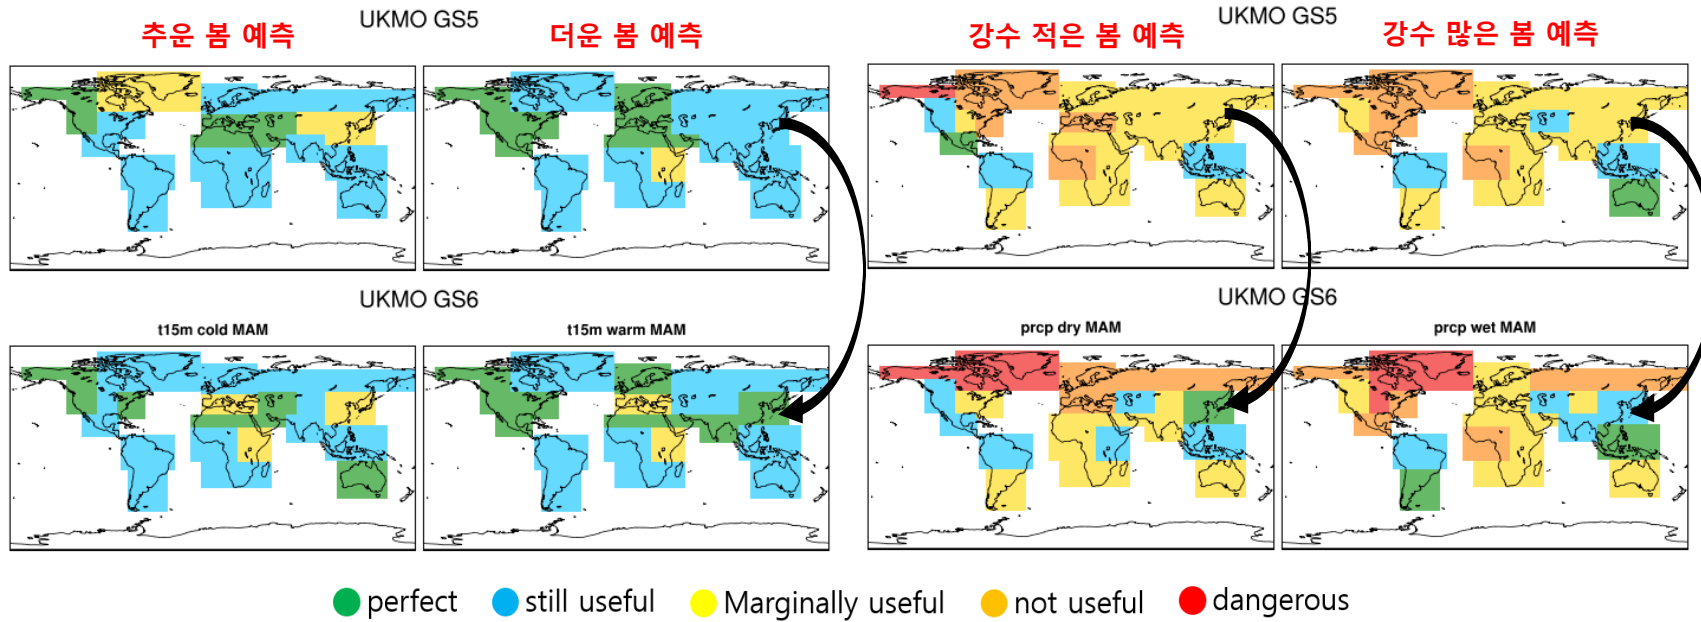 UKMO GS5
추운 봄 예측
더운 봄 예측
UKMO GS5
강수 적은 봄 예측
강수 많은 봄 예측
UKMO GS6
t15m cold MAM
t15m warm MAM
UKMO GS6
prcp dry MAM
prcp wet MAM
perfect
still useful
Marginally useful
not useful
dangerous